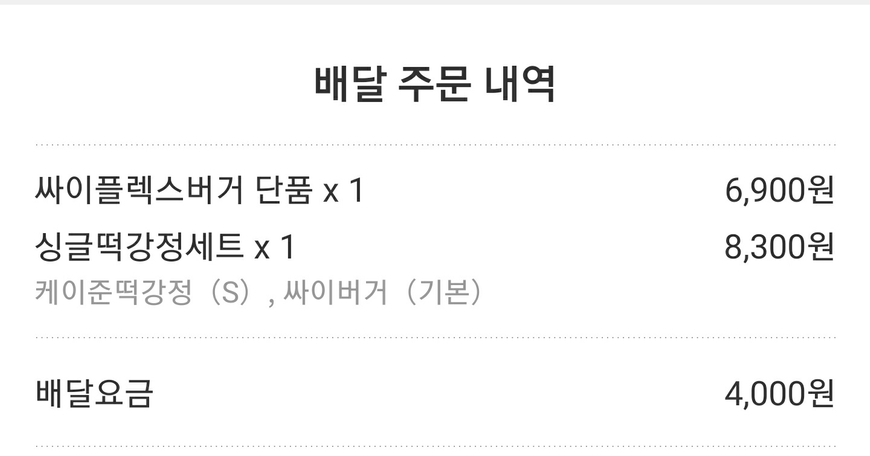 배달 주문 내역
싸이플렉스버거 단품 x 1 6,900원
싱글떡강정세트 x 1 8,300원
케이준떡강정（S）, 싸이버거（기본）
배달요금 4,000원